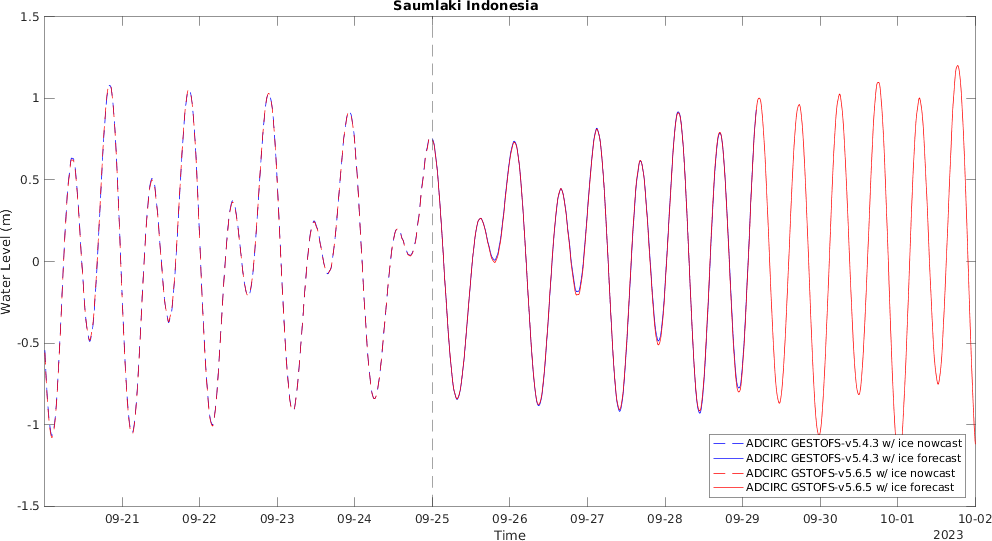 Saumlaki Indonesia
1.5
1
0.5
0
-0.5
-1
-1.5
Water Level (m)
ADCIRC GESTOFS-v5.4.3 w/ ice nowcast
ADCIRC GESTOFS-v5.4.3 w/ ice forecast
ADCIRC GSTOFS-v5.6.5 w/ ice nowcast
ADCIRC GSTOFS-v5.6.5 w/ ice forecast
09-21 09-22 09-23 09-24 09-25 09-26 09-27 09-28 09-29 09-30 10-01 10-02
Time
2023